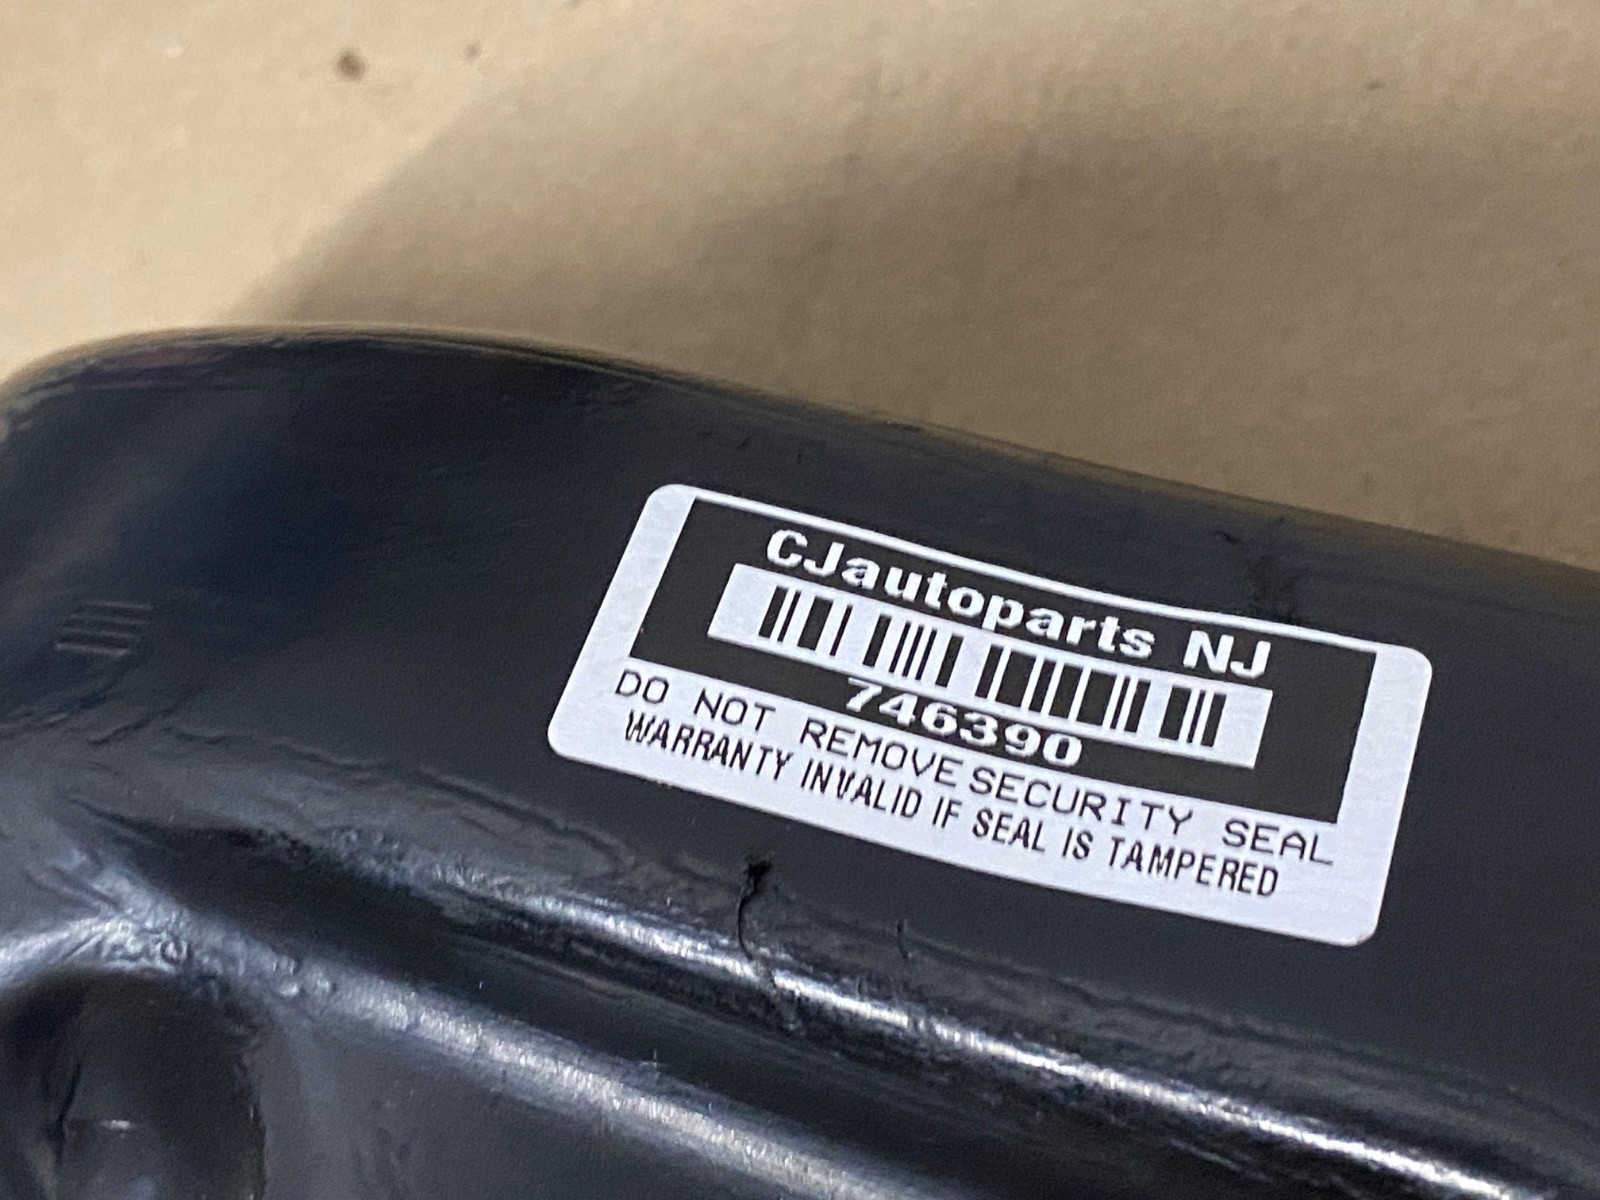 CJautoparts NJ
746390
DO NOT REMOVE SECURITY SEAL
WARRANTY INVALID IF SEAL IS TAMPERED